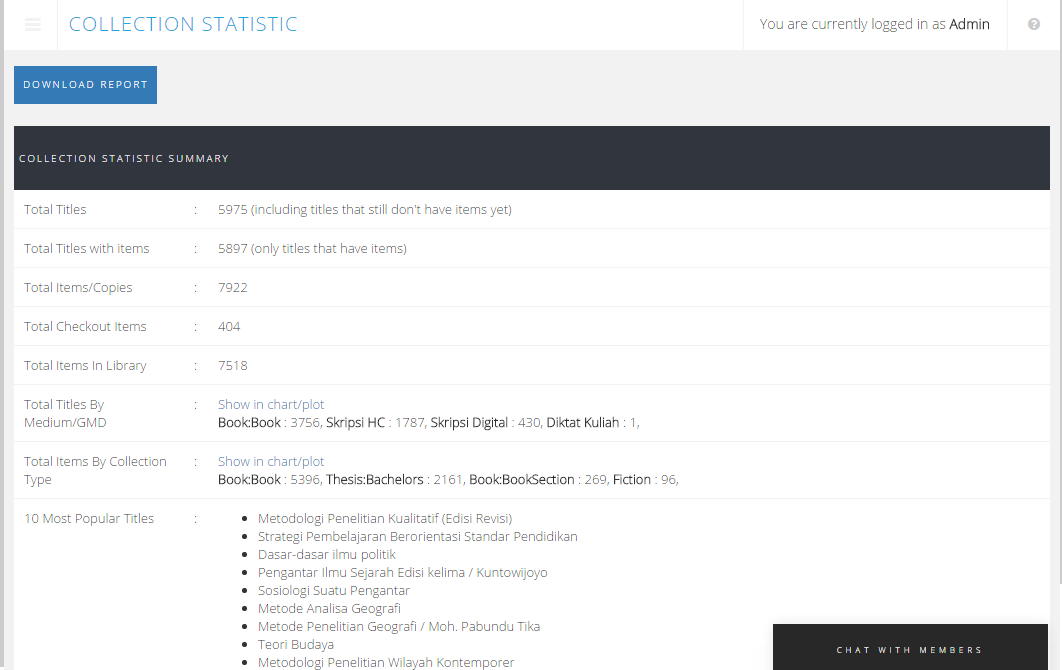 COLLECTION STATISTIC
You are currently logged in as Admin
DOWNLOAD REPORT
COLLECTION STATISTIC SUMMARY
Total Titles : 5975 (including titles that still don't have items yet)
Total Titles with items : 5897 (only titles that have items)
Total Items/Copies : 7922
Total Checkout Items : 404
Total Items In Library : 7518
Total Titles By Medium/GMD : Show in chart/plot
Book:Book : 3756, Skripsi HC : 1787, Skripsi Digital : 430, Diktat Kuliah : 1,
Total Items By Collection Type : Show in chart/plot
Book:Book : 5396, Thesis:Bachelors : 2161, Book:BookSection : 269, Fiction : 96,
10 Most Popular Titles :
Metodologi Penelitian Kualitatif (Edisi Revisi)
Strategi Pembelajaran Berorientasi Standar Pendidikan
Dasar-dasar ilmu politik
Pengantar Ilmu Sejarah Edisi kelima / Kuntowijoyo
Sosiologi Suatu Pengantar
Metode Analisa Geografi
Metode Penelitian Geografi / Moh. Pabundu Tika
Teori Budaya
Metodologi Penelitian Wilayah Kontemporer
CHAT WITH MEMBERS